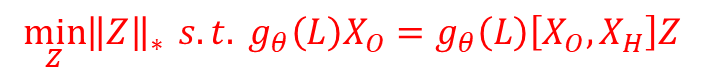 min‖Z‖∗ s.t. gθ(L)XO = gθ(L)[XO, XH]Z
Z